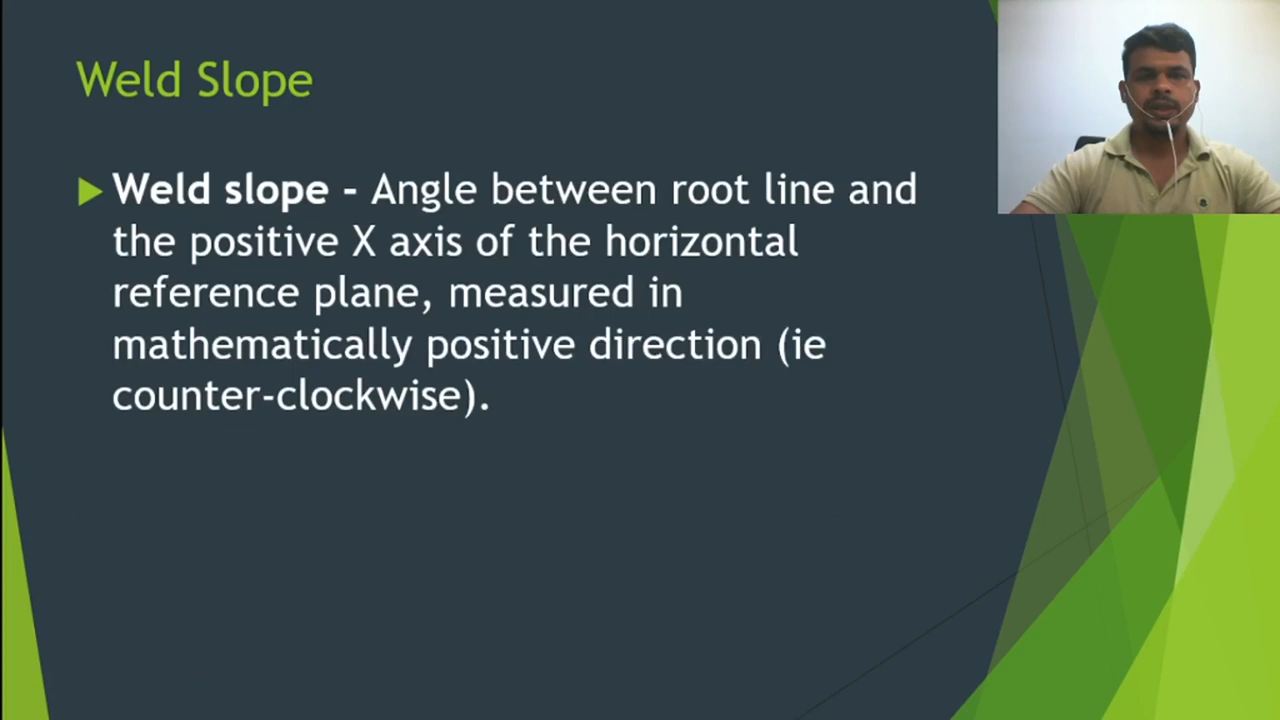 Weld Slope
Weld slope - Angle between root line and
the positive X axis of the horizontal
reference plane, measured in
mathematically positive direction (ie
counter-clockwise).